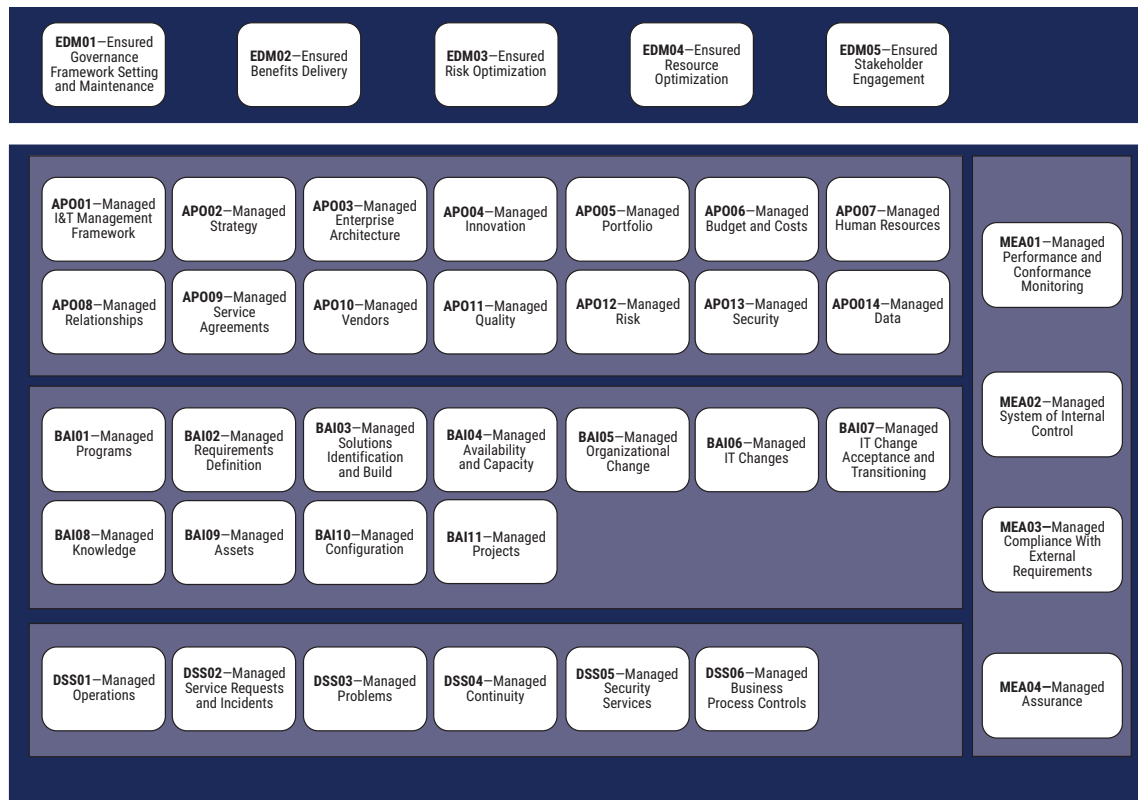 EDM01—Ensured
Governance
Framework Setting
and Maintenance
EDM02—Ensured
Benefits Delivery
EDM03—Ensured
Risk Optimization
EDM04—Ensured
Resource
Optimization
EDM05—Ensured
Stakeholder
Engagement
APO01—Managed
I&T Management
Framework
APO02—Managed
Strategy
APO03—Managed
Enterprise
Architecture
APO04—Managed
Innovation
APO05—Managed
Portfolio
APO06—Managed
Budget and Costs
APO07—Managed
Human Resources
APO08—Managed
Relationships
APO09—Managed
Service
Agreements
APO10—Managed
Vendors
APO11—Managed
Quality
APO12—Managed
Risk
APO13—Managed
Security
APO014—Managed
Data
BAI01—Managed
Programs
BAI02—Managed
Requirements
Definition
BAI03—Managed
Solutions
Identification
and Build
BAI04—Managed
Availability
and Capacity
BAI05—Managed
Organizational
Change
BAI06—Managed
IT Changes
BAI07—Managed
IT Change
Acceptance and
Transitioning
BAI08—Managed
Knowledge
BAI09—Managed
Assets
BAI10—Managed
Configuration
BAI11—Managed
Projects
DSS01—Managed
Operations
DSS02—Managed
Service Requests
and Incidents
DSS03—Managed
Problems
DSS04—Managed
Continuity
DSS05—Managed
Security
Services
DSS06—Managed
Business
Process Controls
MEA01—Managed
Performance and
Conformance
Monitoring
MEA02—Managed
System of Internal
Control
MEA03—Managed
Compliance With
External
Requirements
MEA04—Managed
Assurance